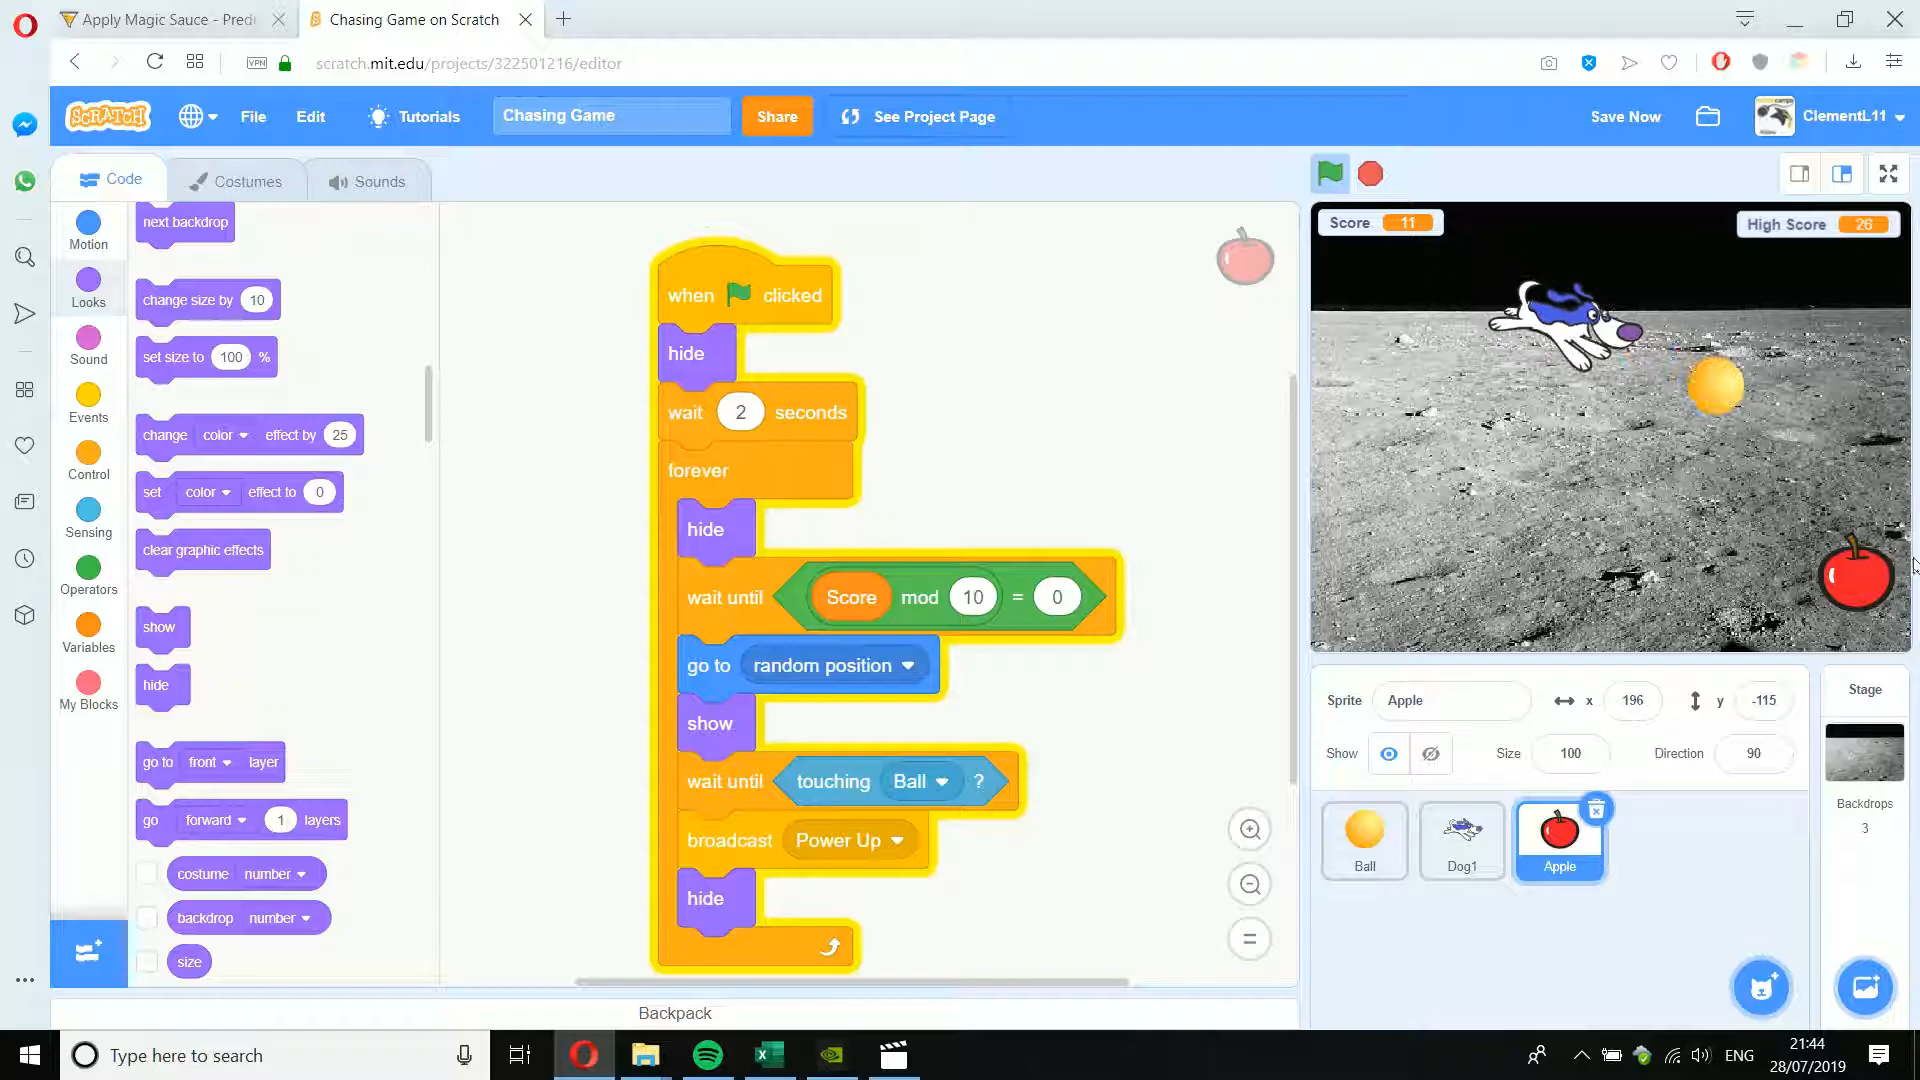 Apply Magic Sauce - Pred
Chasing Game on Scratch
VPN
scratch.mit.edu/projects/322501216/editor
SCRATCH
File
Edit
Tutorials
Chasing Game
Share
See Project Page
Save Now
ClementL11
Code
Costumes
Sounds
Motion
Looks
Sound
Events
Control
Sensing
Operators
Variables
My Blocks
next backdrop
change size by 10
set size to 100 %
change color effect by 25
set color effect to 0
clear graphic effects
show
hide
go to front layer
go forward 1 layers
costume number
backdrop number
size
when clicked
hide
wait 2 seconds
forever
hide
wait until Score mod 10 = 0
go to random position
show
wait until touching Ball ?
broadcast Power Up
hide
Backpack
Score 11
High Score 26
Sprite Apple x 196 y -115
Show Size 100 Direction 90
Ball
Dog1
Apple
Stage
Backdrops
3
Type here to search
ENG
21:44
28/07/2019